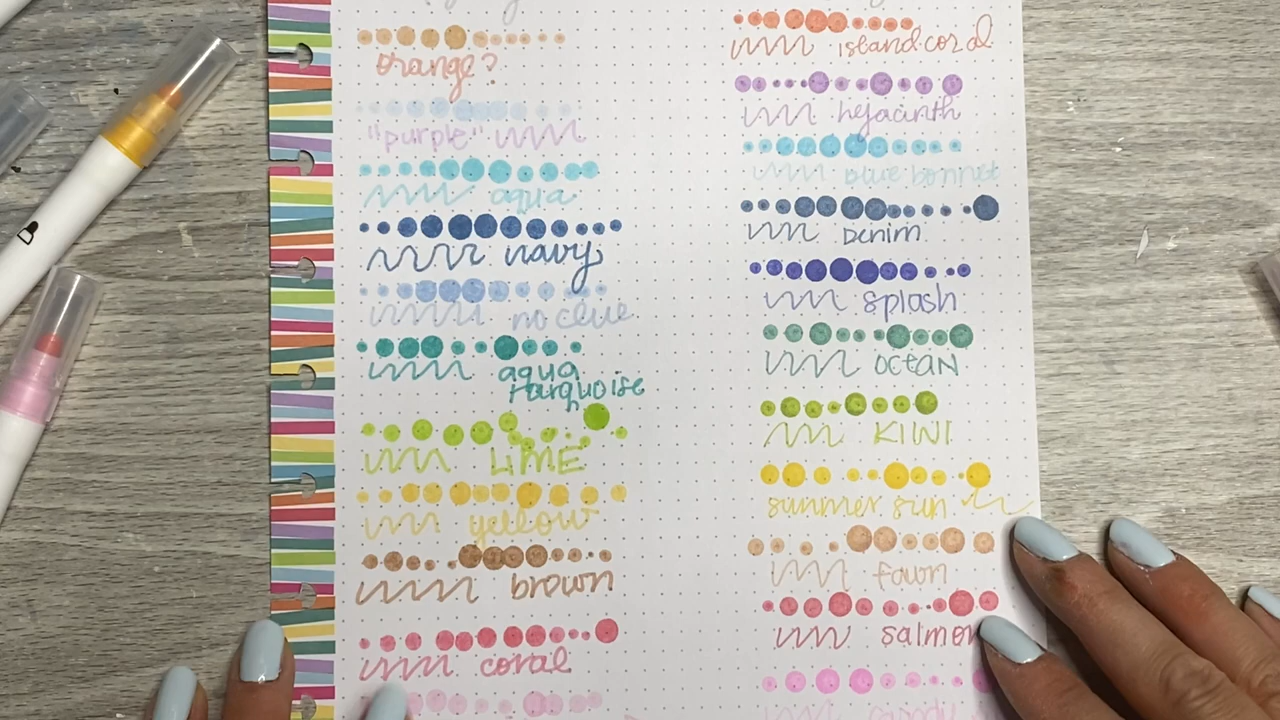 orange?
"purple"
aqua
navy
no clue
aqua
turquoise
LIME
yellow
brown
coral
island coral
hyacinth
blue bonnet
Denim
splash
OCEAN
KIWI
summer sun
fawn
salmon
candy